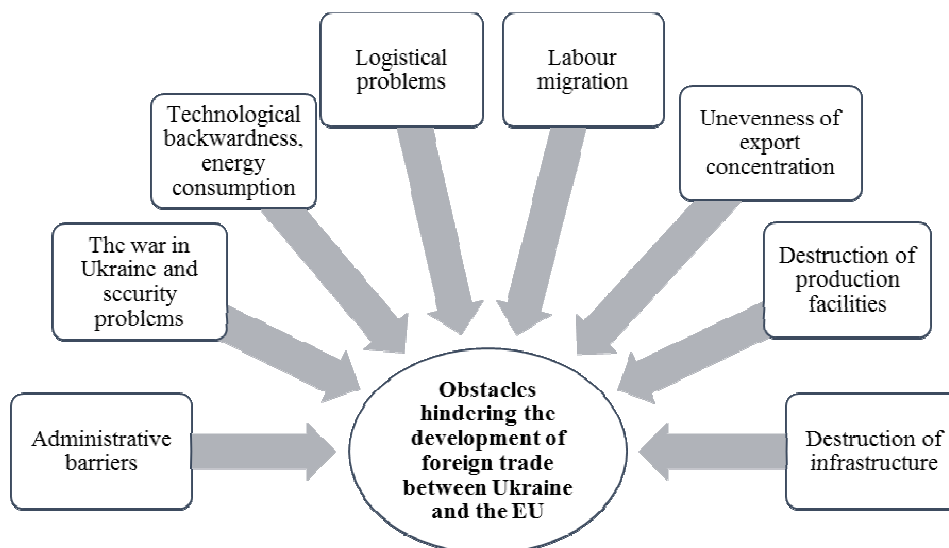 Logistical
problems
Labour
migration
Technological
backwardness,
energy
consumption
Unevenness of
export
concentration
The war in
Ukraine and
security
problems
Destruction of
production
facilities
Administrative
barriers
Obstacles
hindering the
development of
foreign trade
between Ukraine
and the EU
Destruction of
infrastructure